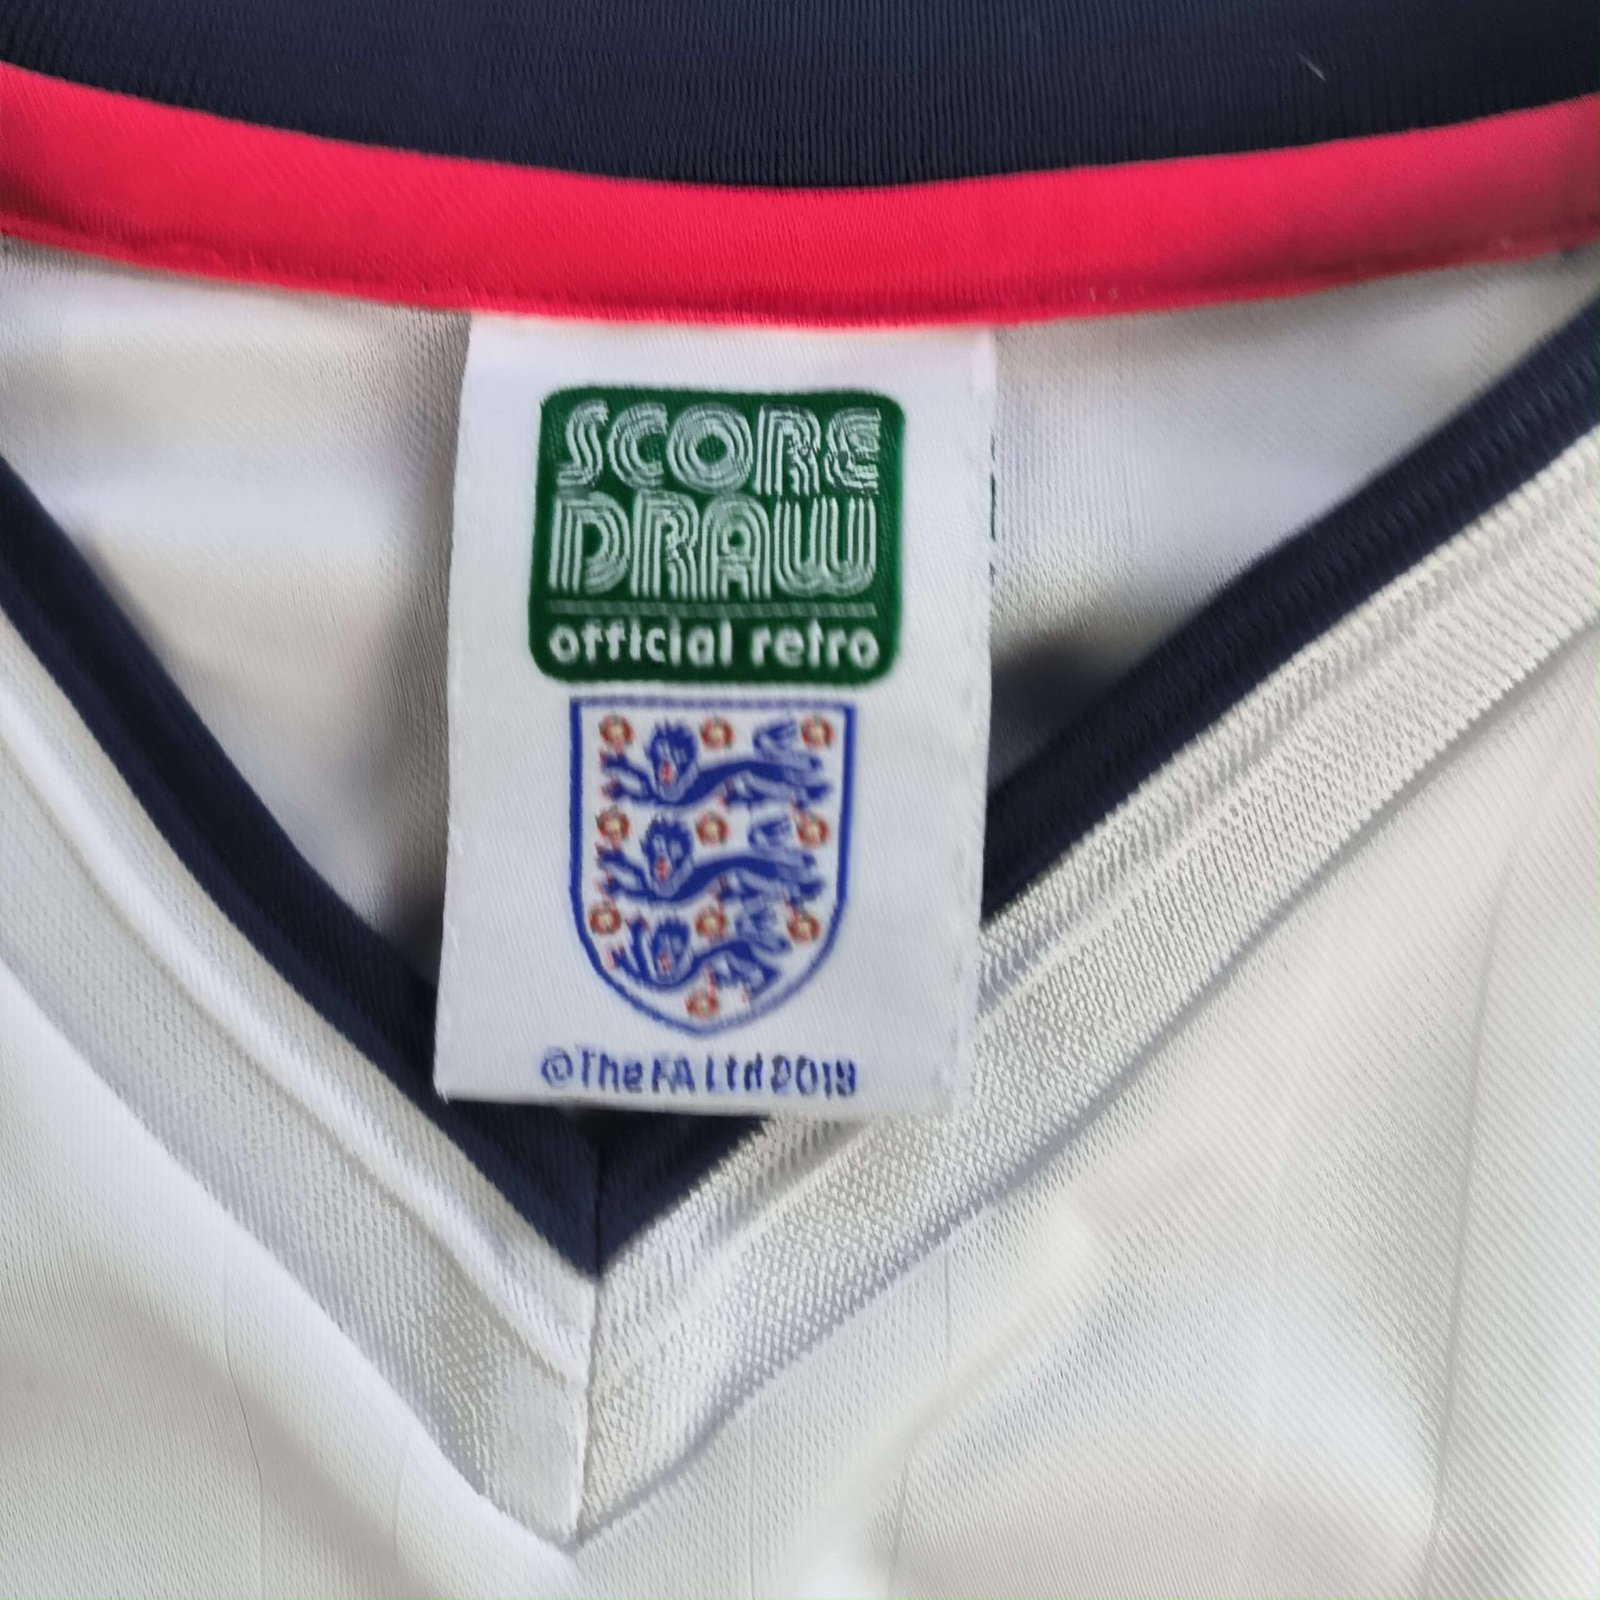 SCORE
DRAW
official retro
©The FA Ltd 2019